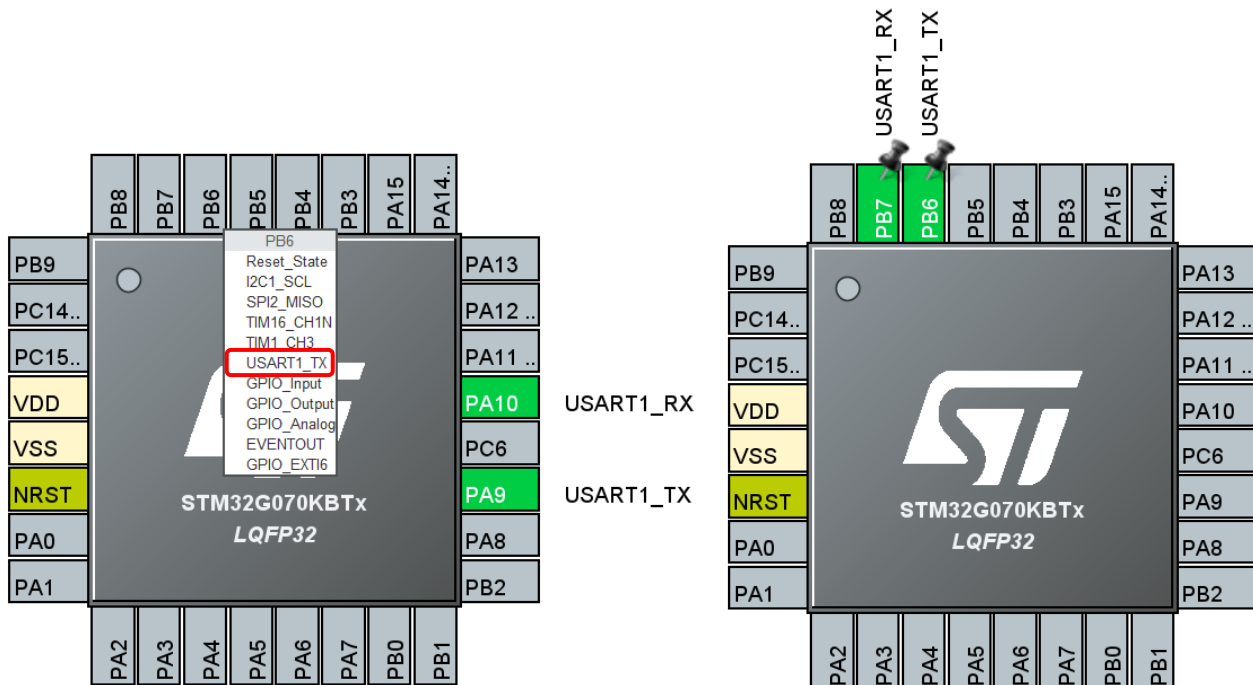 PB8
PB7
PB6
PB5
PB4
PB3
PA15
PA14..
PB9
PC14..
PC15..
VDD
VSS
NRST
PA0
PA1
PB6
Reset_State
I2C1_SCL
SPI2_MISO
TIM16_CH1N
TIM1_CH3
USART1_TX
GPIO_Input
GPIO_Output
GPIO_Analog
EVENTOUT
GPIO_EXTI6
STM32G070KBTx
LQFP32
PA13
PA12 ..
PA11 ..
PA10
USART1_RX
PC6
PA9
USART1_TX
PA8
PB2
PA2
PA3
PA4
PA5
PA6
PA7
PB0
PB1
USART1_RX
USART1_TX
PB8
PB7
PB6
PB5
PB4
PB3
PA15
PA14..
PB9
PC14..
PC15..
VDD
VSS
NRST
PA0
PA1
ST
STM32G070KBTx
LQFP32
PA13
PA12 ..
PA11 ..
PA10
PC6
PA9
PA8
PB2
PA2
PA3
PA4
PA5
PA6
PA7
PB0
PB1